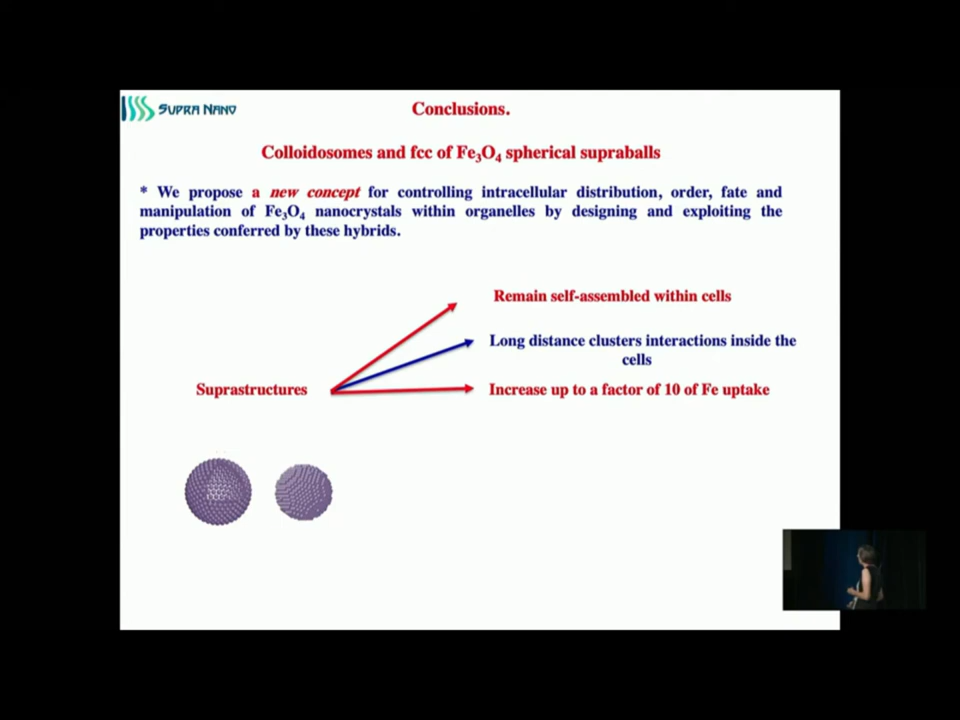 SUPRA NANO
Conclusions.
Colloidosomes and fcc of Fe₃O₄ spherical supraballs
* We propose a new concept for controlling intracellular distribution, order, fate and
manipulation of Fe₃O₄ nanocrystals within organelles by designing and exploiting the
properties conferred by these hybrids.
Remain self-assembled within cells
Long distance clusters interactions inside the
cells
Suprastructures
Increase up to a factor of 10 of Fe uptake